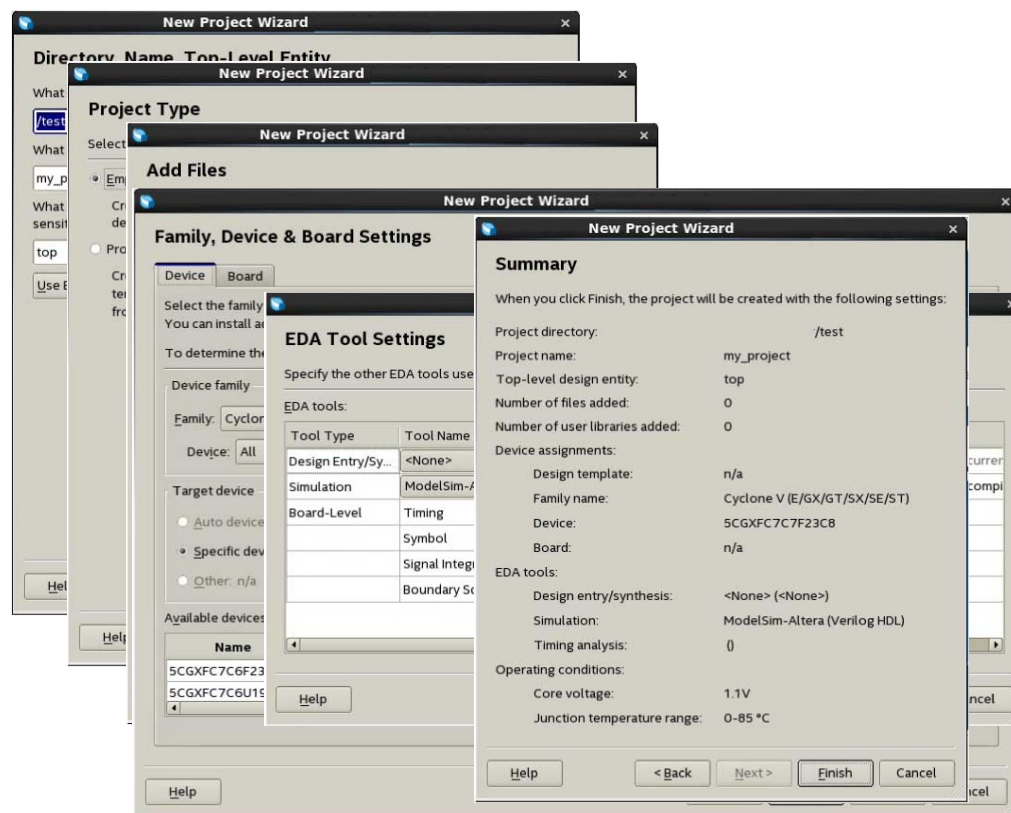 New Project Wizard
Directory, Name, Top-Level Entity
What
/test
What
my_p
What
sensit
top
Use
Hel
New Project Wizard
Project Type
Select
Em
Cr
de
Pro
Cr
te
fro
Help
New Project Wizard
Add Files
New Project Wizard
Family, Device & Board Settings
Device Board
Select the family
You can install a
To determine the
Device family
Family: Cyclon
Device: All
Target device
Auto device
Specific dev
Other: n/a
Available devices
Name
5CGXFC7C6F23
5CGXFC7C6U19
Help
EDA Tool Settings
Specify the other EDA tools use
EDA tools:
Tool Type Tool Name
Design Entry/Sy... <None>
Simulation ModelSim-A
Board-Level Timing
Symbol
Signal Integr
Boundary Sc
Help
curren
compi
ncel
ncel
New Project Wizard
Summary
When you click Finish, the project will be created with the following settings:
Project directory: /test
Project name: my_project
Top-level design entity: top
Number of files added: 0
Number of user libraries added: 0
Device assignments:
Design template: n/a
Family name: Cyclone V (E/GX/GT/SX/SE/ST)
Device: 5CGXFC7C7F23C8
Board: n/a
EDA tools:
Design entry/synthesis: <None> (<None>)
Simulation: ModelSim-Altera (Verilog HDL)
Timing analysis: ()
Operating conditions:
Core voltage: 1.1V
Junction temperature range: 0-85 °C
Help < Back Next > Finish Cancel